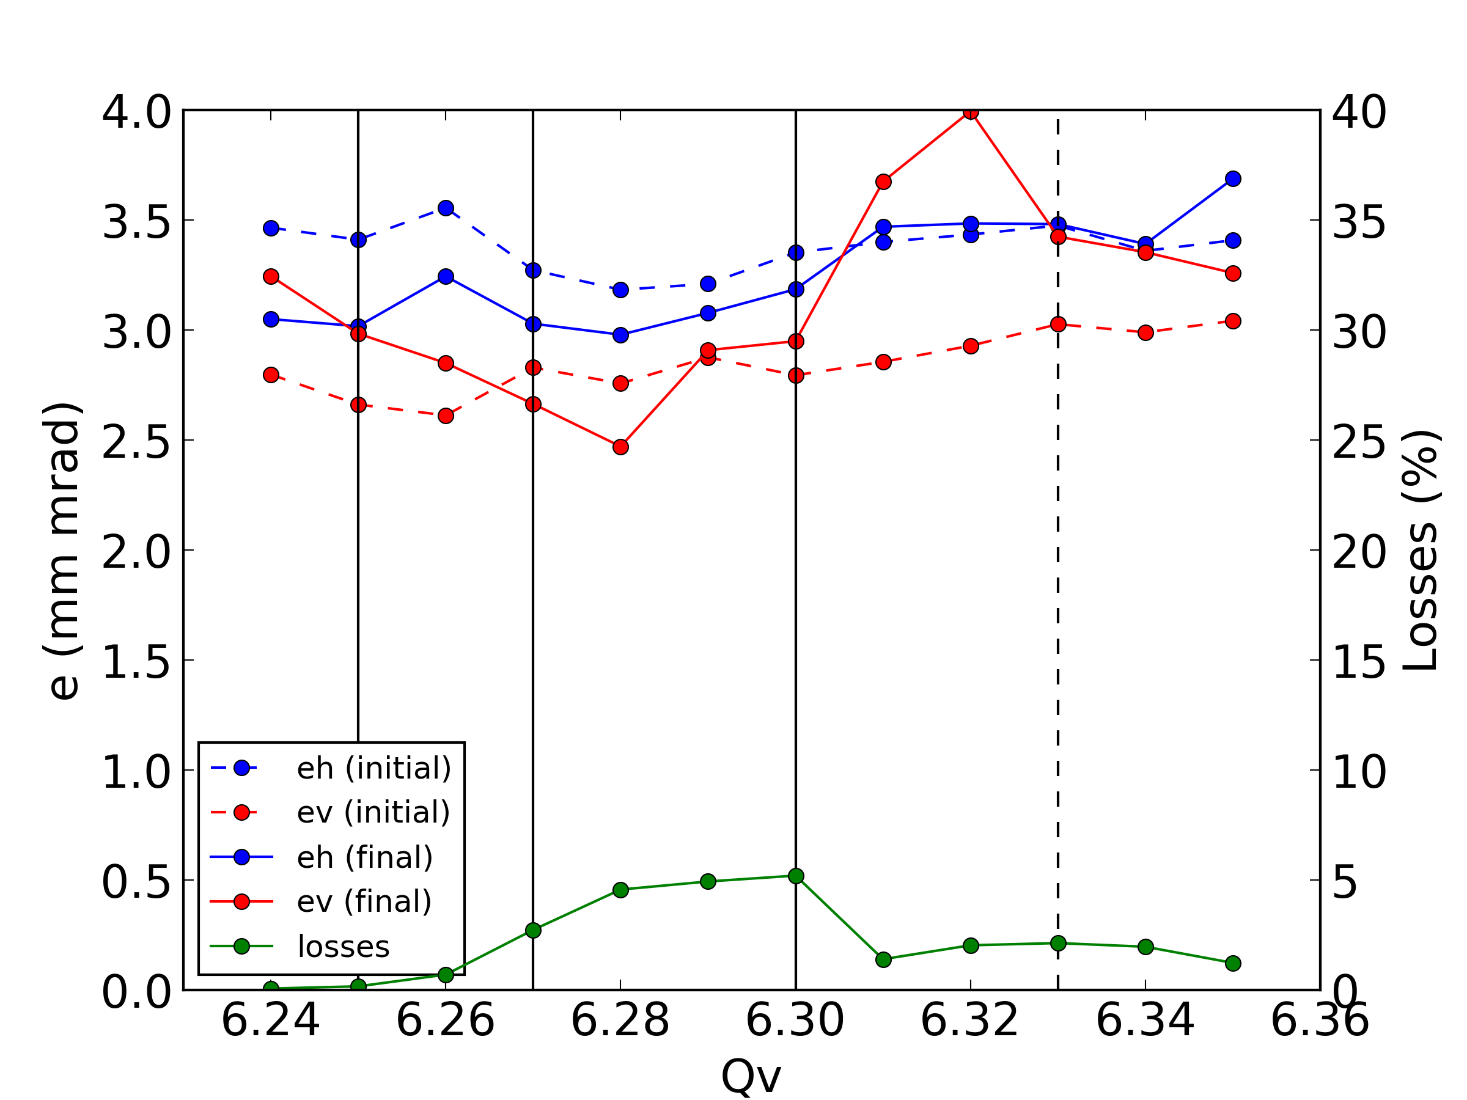 4.0
3.5
3.0
2.5
2.0
1.5
1.0
0.5
0.0
e (mm mrad)
40
35
30
25
20
15
10
5
0
Losses (%)
eh (initial)
ev (initial)
eh (final)
ev (final)
losses
6.24 6.26 6.28 6.30 6.32 6.34 6.36
Qv